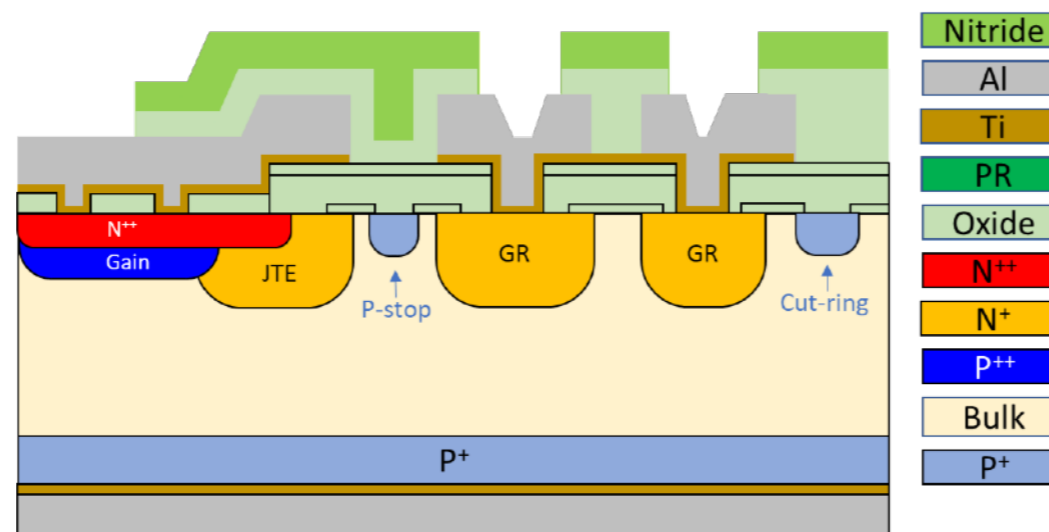 N++
Gain
JTE
P-stop
GR
GR
Cut-ring
P+
Nitride
Al
Ti
PR
Oxide
N++
N+
P++
Bulk
P+